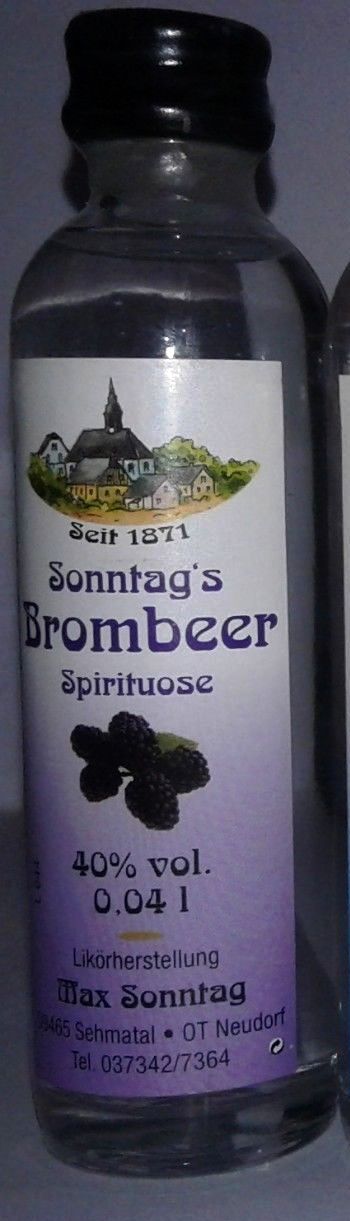 Seit 1871
Sonntag's
Brombeer
Spirituose
40% vol.
0,04 l
Likörherstellung
Max Sonntag
09465 Sehmatal • OT Neudorf
Tel. 037342/7364